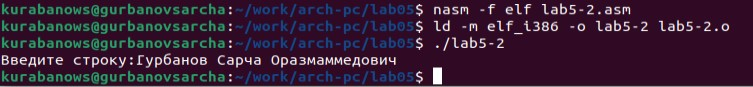 kurabanows@gurbanovsarcha:~/work/arch-pc/lab05$ nasm -f elf lab5-2.asm
kurabanows@gurbanovsarcha:~/work/arch-pc/lab05$ ld -m elf_i386 -o lab5-2 lab5-2.o
kurabanows@gurbanovsarcha:~/work/arch-pc/lab05$ ./lab5-2
Введите строку:Гурбанов Сарча Оразмаммедович
kurabanows@gurbanovsarcha:~/work/arch-pc/lab05$